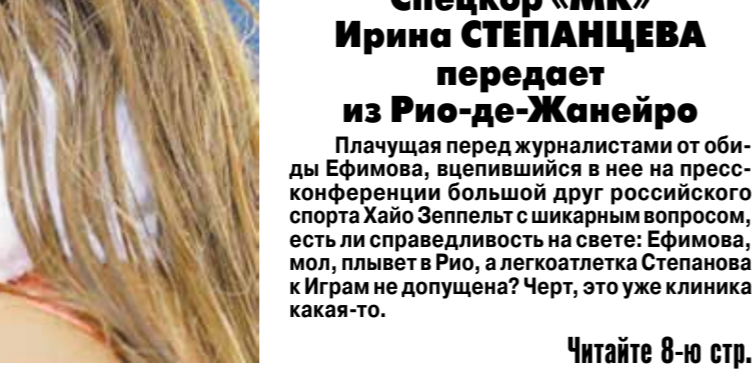 Спецкор «МК»
Ирина СТЕПАНЦЕВА
передает
из Рио-де-Жанейро
Плачущая перед журналистами от оби-
ды Ефимова, вцепившийся в нее на пресс-
конференции большой друг российского
спорта Хайо Зеппельт с шикарным вопросом,
есть ли справедливость на свете: Ефимова,
мол, плывет в Рио, а легкоатлетка Степанова
к Играм не допущена? Черт, это уже клиника
какая-то.
Читайте 8-ю стр.